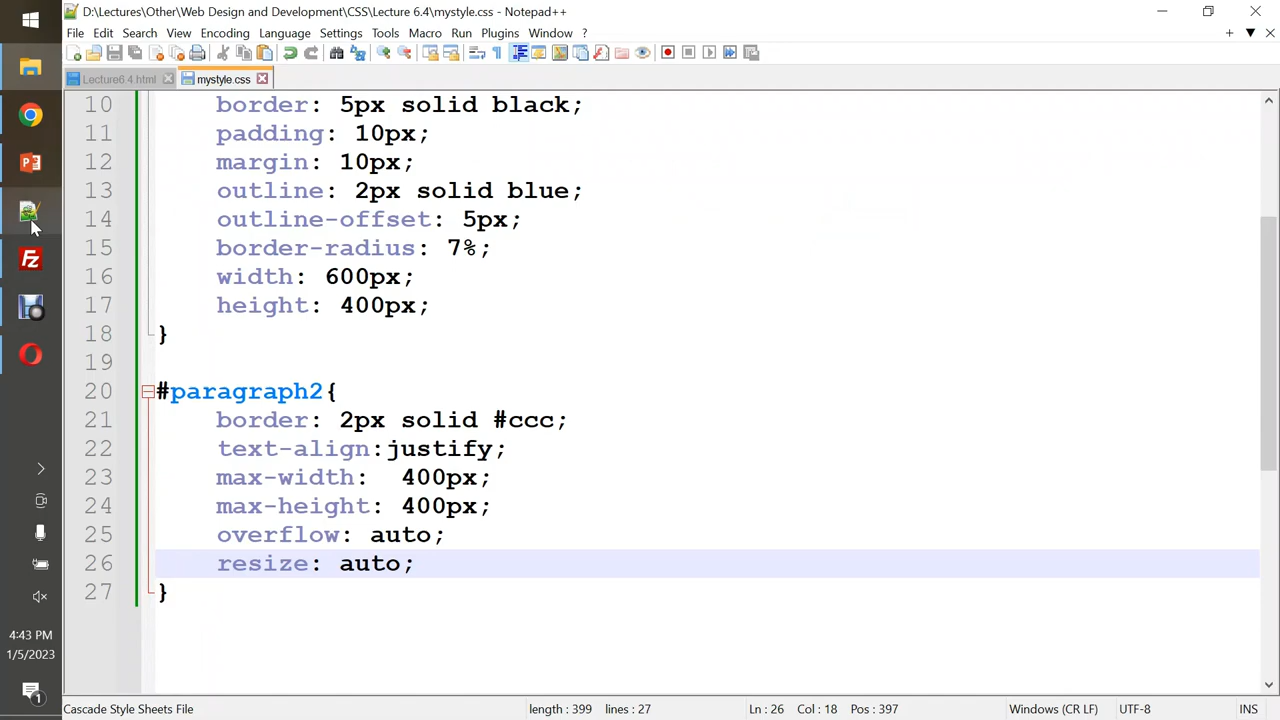 D:\Lectures\Other\Web Design and Development\CSS\Lecture 6.4\mystyle.css - Notepad++
File Edit Search View Encoding Language Settings Tools Macro Run Plugins Window ?
Lecture6 4 html mystyle.css
10 border: 5px solid black;
11 padding: 10px;
12 margin: 10px;
13 outline: 2px solid blue;
14 outline-offset: 5px;
15 border-radius: 7%;
16 width: 600px;
17 height: 400px;
18 }
19
20 #paragraph2{
21 border: 2px solid #ccc;
22 text-align:justify;
23 max-width:  400px;
24 max-height: 400px;
25 overflow: auto;
26 resize: auto;
27 }
4:43 PM
1/5/2023
1
Cascade Style Sheets File length : 399 lines : 27 Ln : 26 Col : 18 Pos : 397 Windows (CR LF) UTF-8 INS